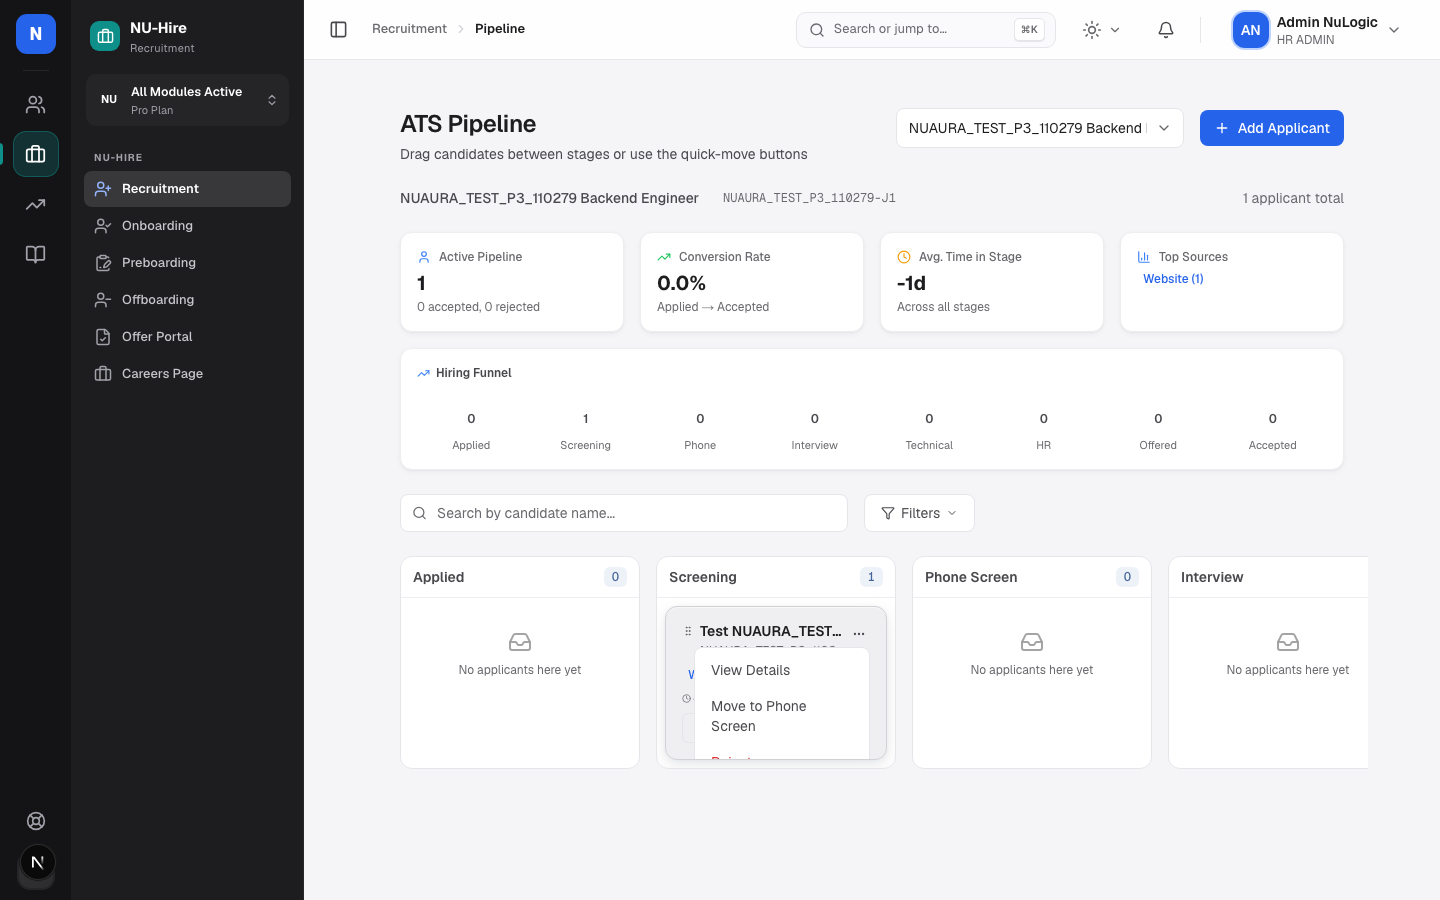 N
NU-Hire
Recruitment
NU
All Modules Active
Pro Plan
NU-HIRE
Recruitment
Onboarding
Preboarding
Offboarding
Offer Portal
Careers Page
N
Recruitment
Pipeline
Search or jump to...
⌘K
AN
Admin NuLogic
HR ADMIN
ATS Pipeline
Drag candidates between stages or use the quick-move buttons
NUAURA_TEST_P3_110279 Backend
Add Applicant
NUAURA_TEST_P3_110279 Backend Engineer
NUAURA_TEST_P3_110279-J1
1 applicant total
Active Pipeline
1
0 accepted, 0 rejected
Conversion Rate
0.0%
Applied → Accepted
Avg. Time in Stage
-1d
Across all stages
Top Sources
Website (1)
Hiring Funnel
0 1 0 0 0 0 0 0
Applied Screening Phone Interview Technical HR Offered Accepted
Search by candidate name...
Filters
Applied 0
No applicants here yet
Screening 1
Test NUAURA_TEST...
View Details
Move to Phone
Screen
Phone Screen 0
No applicants here yet
Interview
No applicants here yet